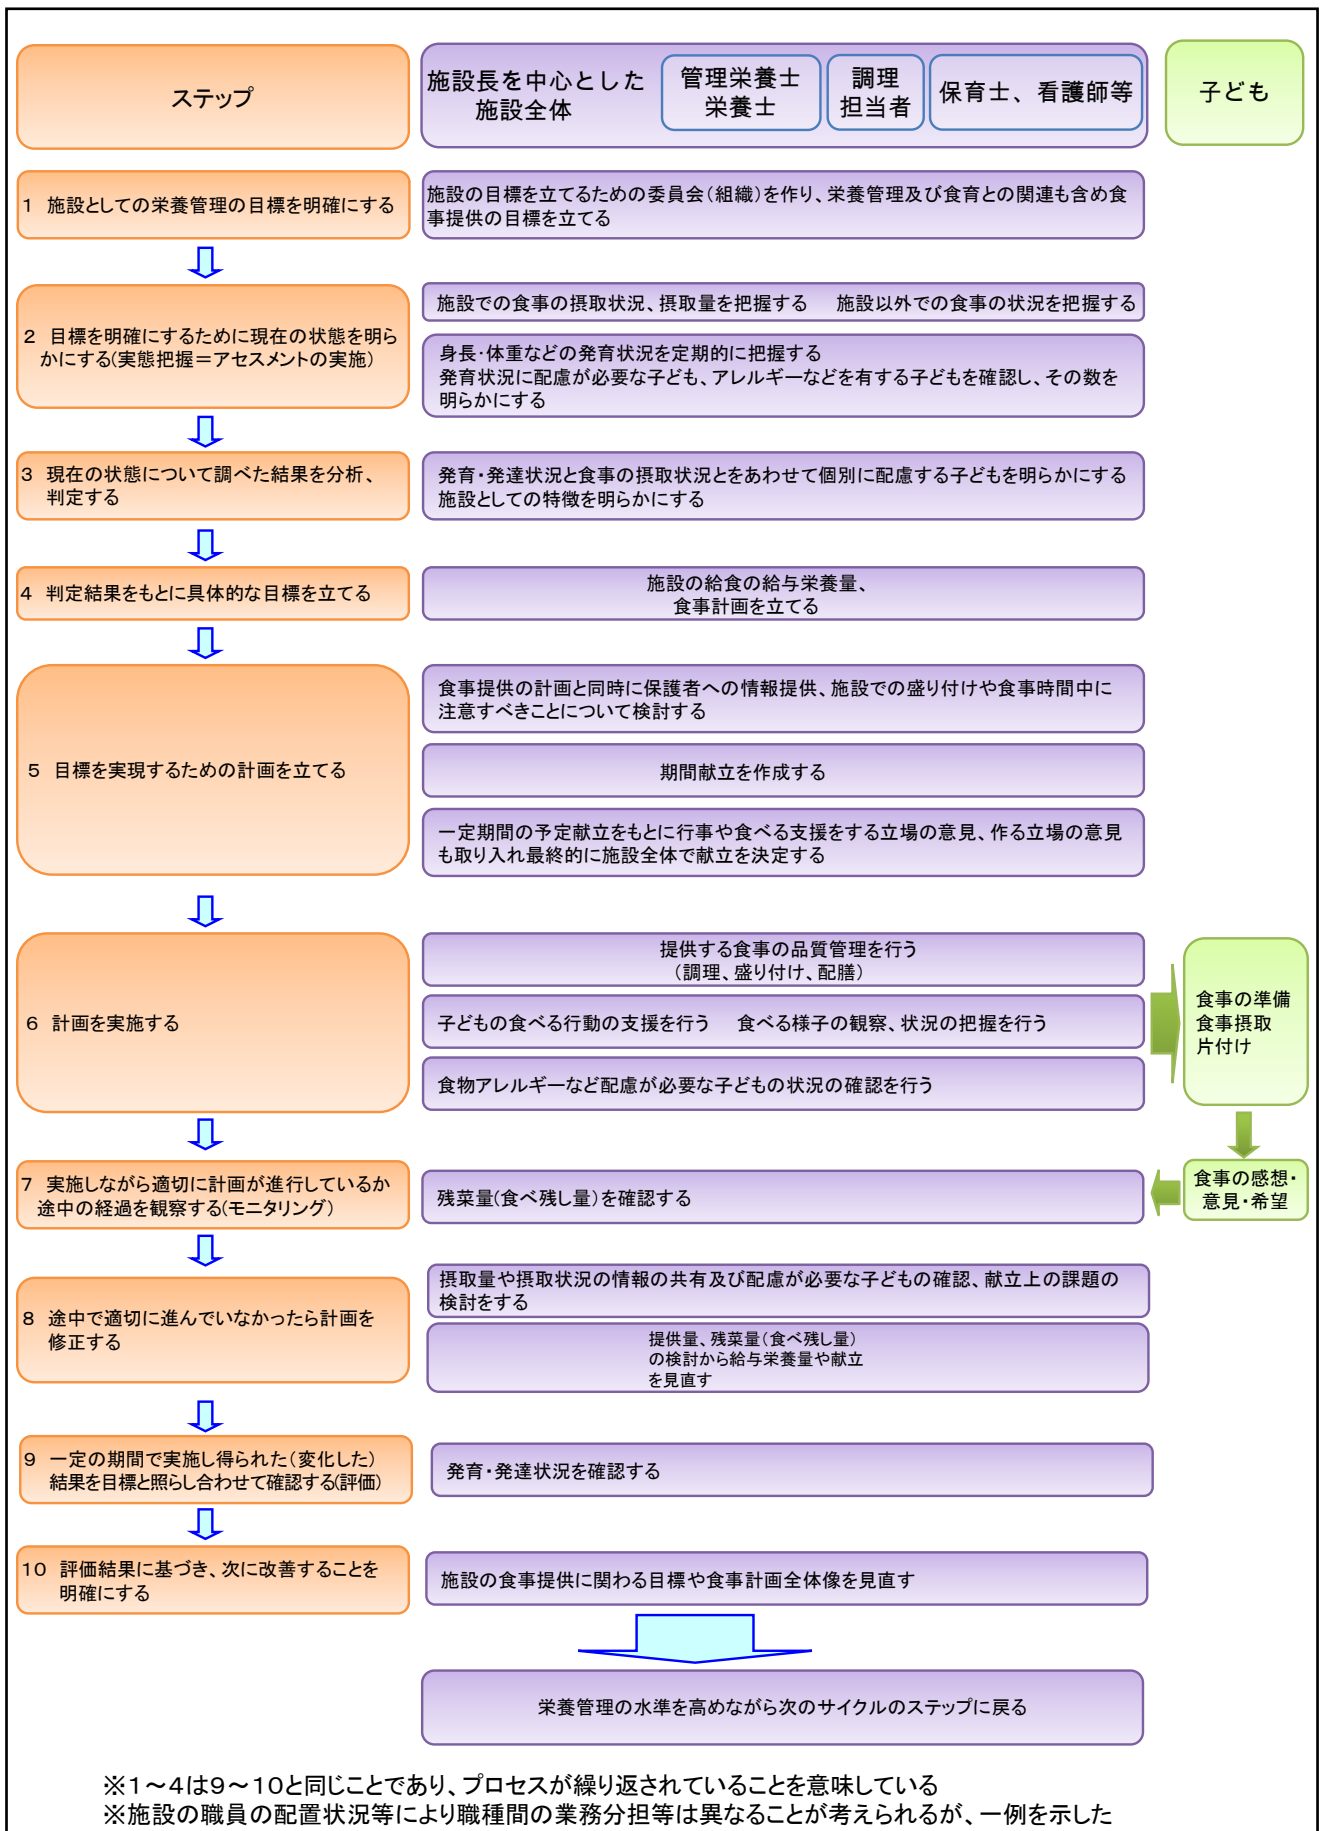 ステップ
施設長を中心とした
施設全体
管理栄養士
栄養士
調理
担当者
保育士、看護師等
子ども
1　施設としての栄養管理の目標を明確にする
施設の目標を立てるための委員会(組織)を作り、栄養管理及び食育との関連も含め食
事提供の目標を立てる
2　目標を明確にするために現在の状態を明ら
かにする(実態把握＝アセスメントの実施)
施設での食事の摂取状況、摂取量を把握する　施設以外での食事の状況を把握する
身長・体重などの発育状況を定期的に把握する
発育状況に配慮が必要な子ども、アレルギーなどを有する子どもを確認し、その数を
明らかにする
3　現在の状態について調べた結果を分析、
判定する
発育・発達状況と食事の摂取状況とをあわせて個別に配慮する子どもを明らかにする
施設としての特徴を明らかにする
4　判定結果をもとに具体的な目標を立てる
施設の給食の給与栄養量、
食事計画を立てる
5　目標を実現するための計画を立てる
食事提供の計画と同時に保護者への情報提供、施設での盛り付けや食事時間中に
注意すべきことについて検討する
期間献立を作成する
一定期間の予定献立をもとに行事や食べる支援をする立場の意見、作る立場の意見
も取り入れ最終的に施設全体で献立を決定する
6　計画を実施する
提供する食事の品質管理を行う
(調理、盛り付け、配膳)
子どもの食べる行動の支援を行う　食べる様子の観察、状況の把握を行う
食物アレルギーなど配慮が必要な子どもの状況の確認を行う
食事の準備
食事摂取
片付け
7　実施しながら適切に計画が進行しているか
途中の経過を観察する(モニタリング)
残菜量(食べ残し量)を確認する
食事の感想・
意見・希望
8　途中で適切に進んでいなかったら計画を
修正する
摂取量や摂取状況の情報の共有及び配慮が必要な子どもの確認、献立上の課題の
検討をする
提供量、残菜量(食べ残し量)
の検討から給与栄養量や献立
を見直す
9　一定の期間で実施し得られた(変化した)
結果を目標と照らし合わせて確認する(評価)
発育・発達状況を確認する
10　評価結果に基づき、次に改善することを
明確にする
施設の食事提供に関わる目標や食事計画全体像を見直す
栄養管理の水準を高めながら次のサイクルのステップに戻る
※1～4は9～10と同じことであり、プロセスが繰り返されていることを意味している
※施設の職員の配置状況等により職種間の業務分担等は異なることが考えられるが、一例を示した